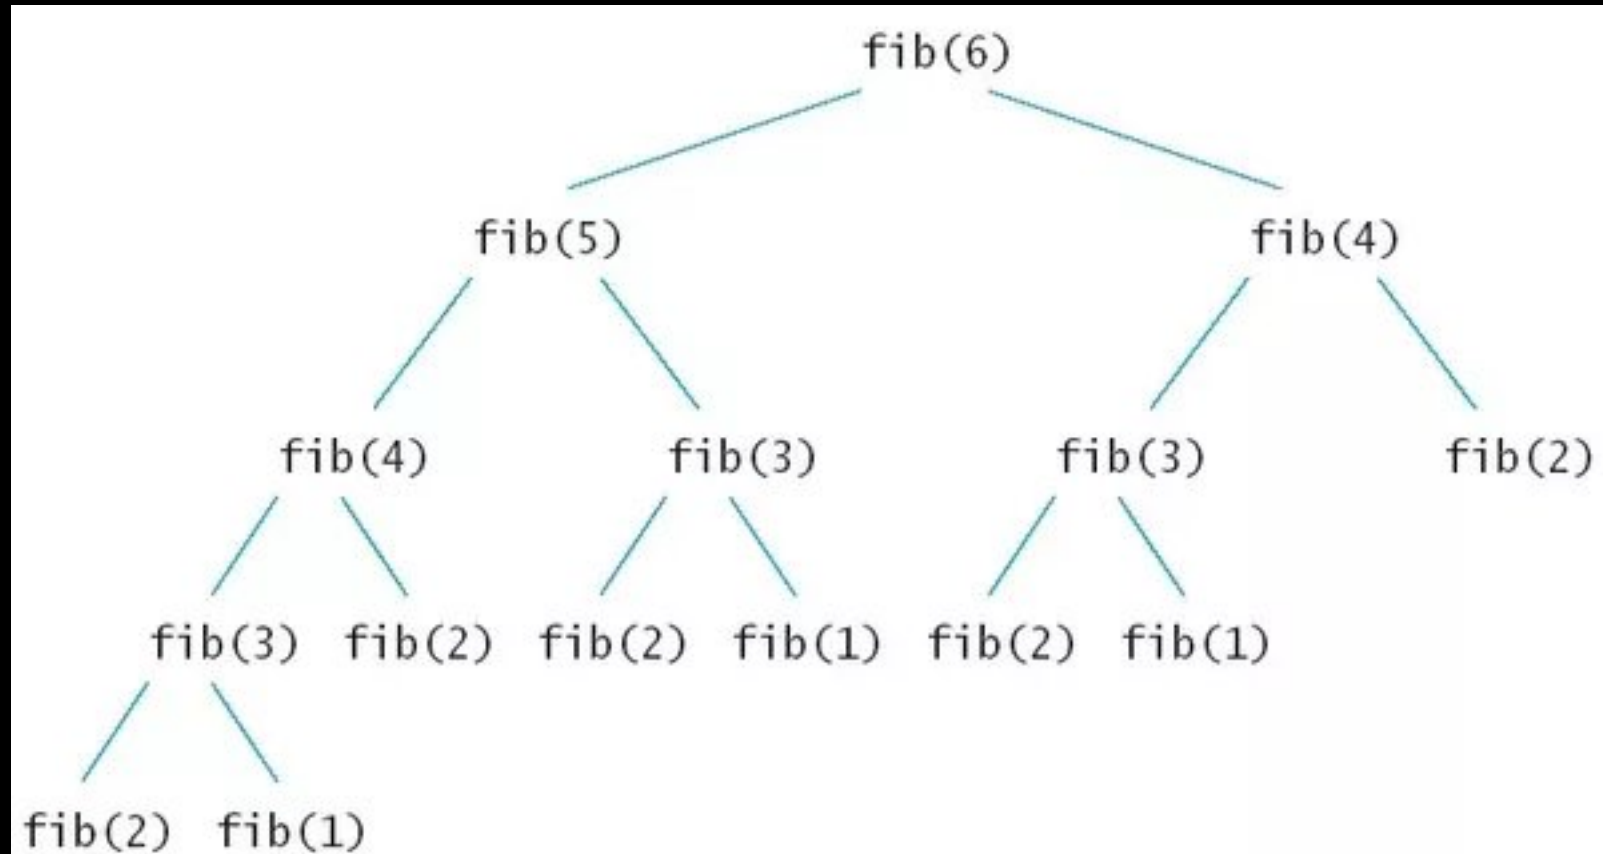 fib(6)
fib(5) fib(4)
fib(4) fib(3) fib(3) fib(2)
fib(3) fib(2) fib(2) fib(1) fib(2) fib(1)
fib(2) fib(1)